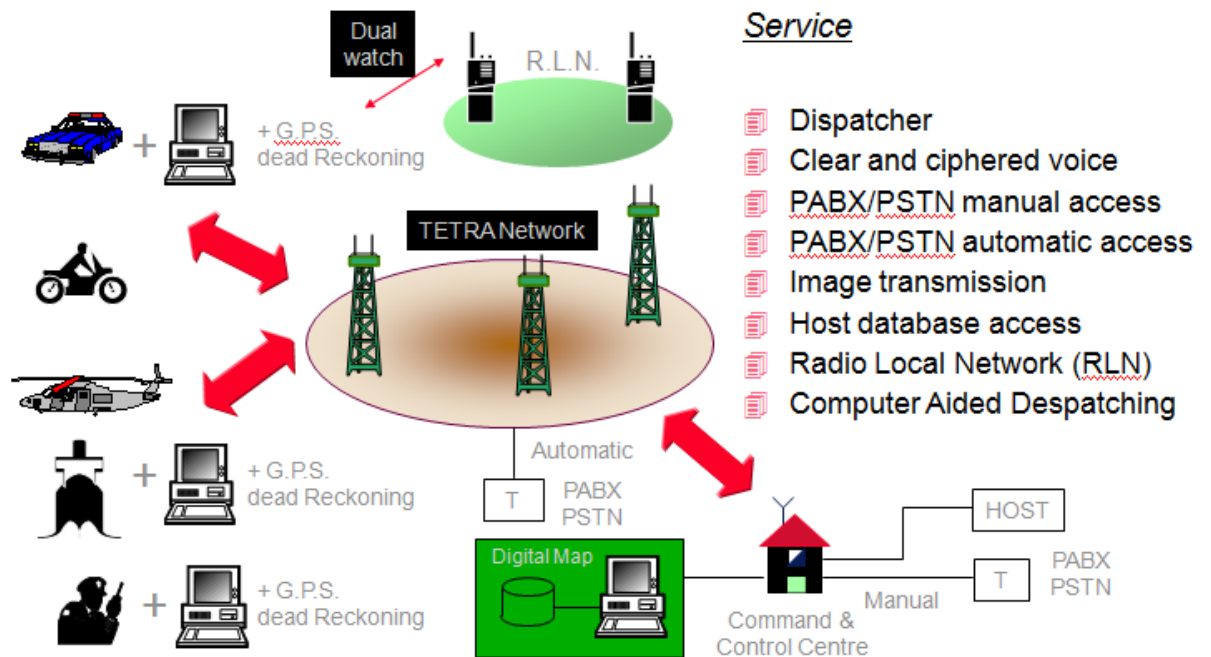 Dual
watch
R.L.N.
+
+ G.P.S.
dead Reckoning
TETRA Network
+
+ G.P.S.
dead Reckoning
+
+ G.P.S.
dead Reckoning
Automatic
T
PABX
PSTN
Digital Map
Command &
Control Centre
HOST
Manual
T
PABX
PSTN
Service
Dispatcher
Clear and ciphered voice
PABX/PSTN manual access
PABX/PSTN automatic access
Image transmission
Host database access
Radio Local Network (RLN)
Computer Aided Despatching